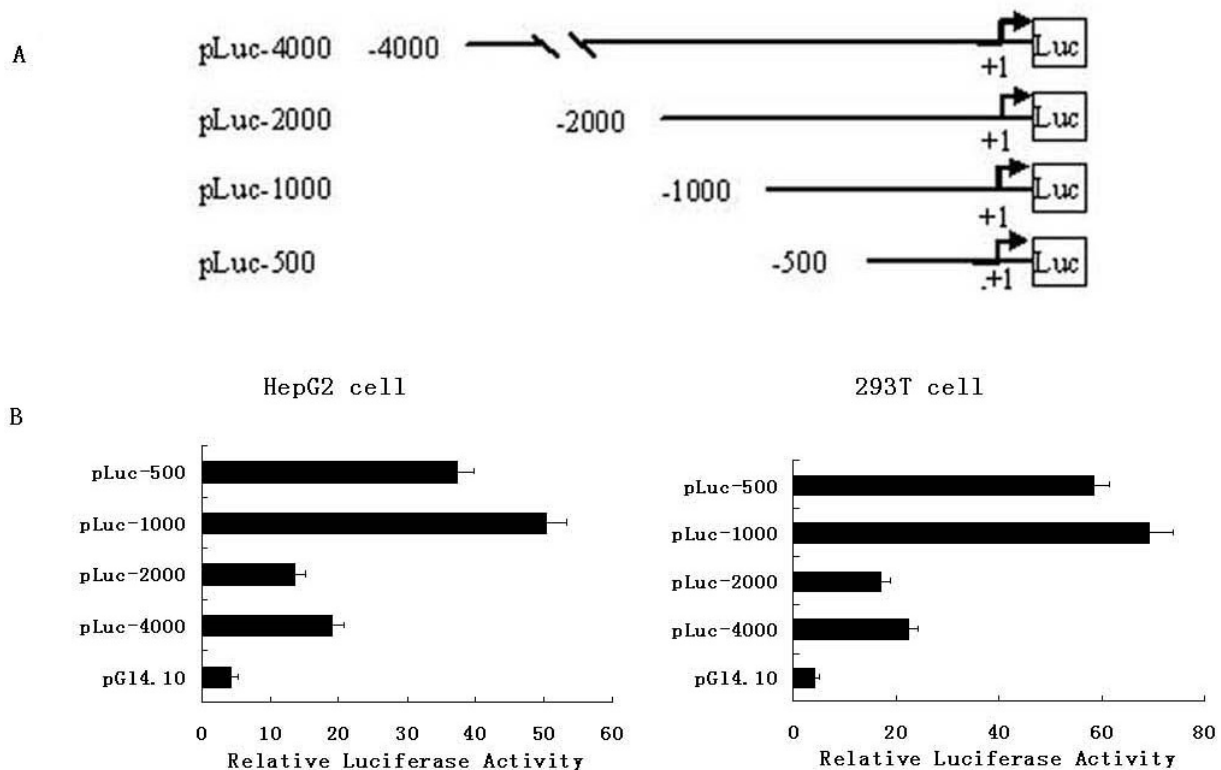 A
pLuc-4000 -4000 +1 Luc
pLuc-2000 -2000 +1 Luc
pLuc-1000 -1000 +1 Luc
pLuc-500 -500 .+1 Luc
HepG2 cell 293T cell
B
pLuc-500
pLuc-1000
pLuc-2000
pLuc-4000
pGl4.10
0 10 20 30 40 50 60
Relative Luciferase Activity
pLuc-500
pLuc-1000
pLuc-2000
pLuc-4000
pGl4.10
0 20 40 60 80
Relative Luciferase Activity